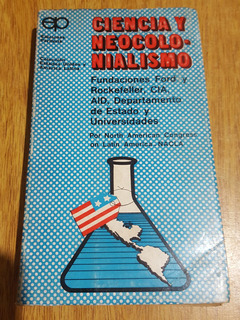 ep
CIENCIA Y
NEOCOLO-
NIALISMO
Fundaciones Ford y
Rockefeller, CIA,
AID, Departamento
de Estado y
Universidades
Por North American Congress
on Latin America - NACLA